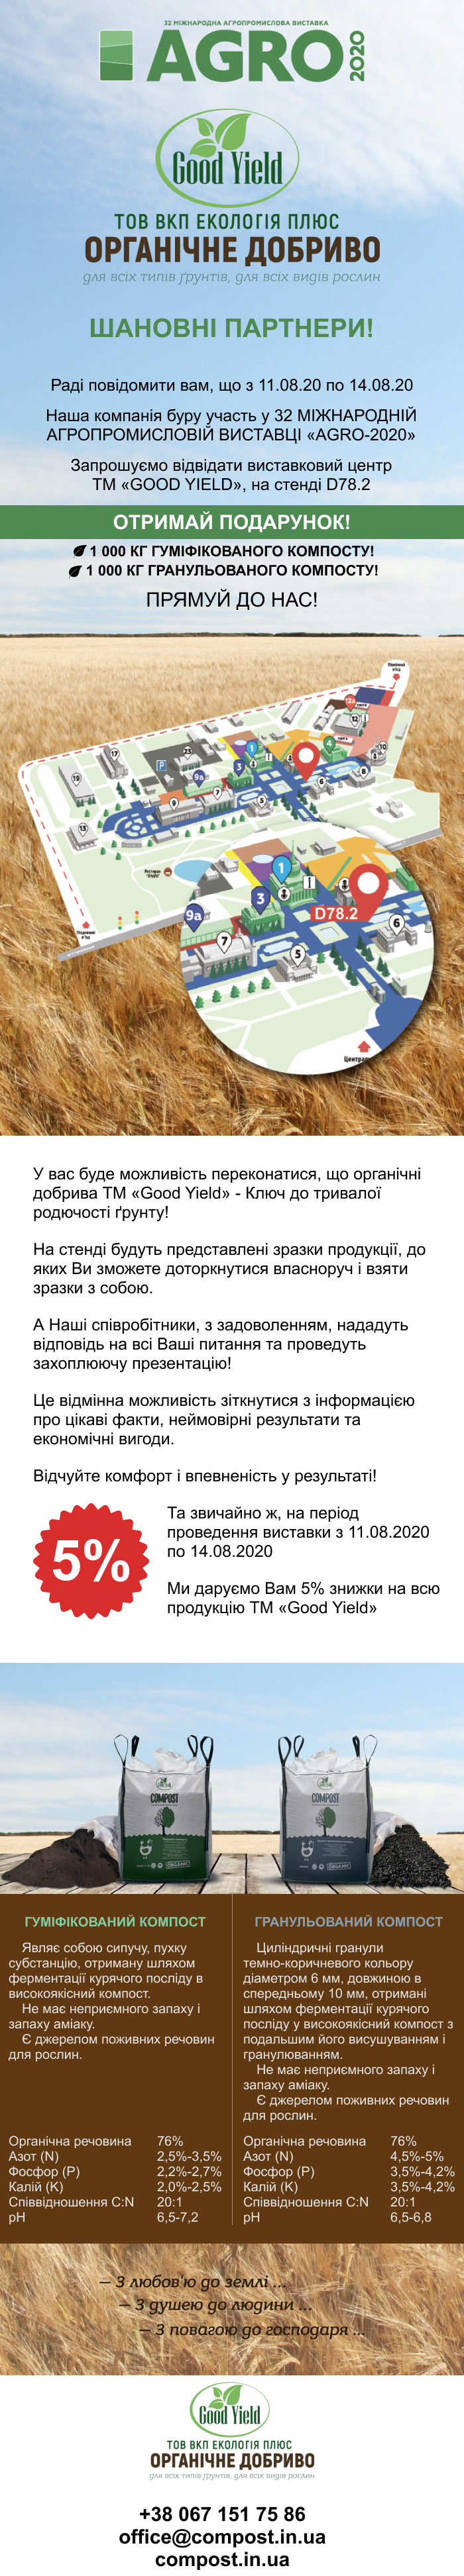 32 МІЖНАРОДНА АГРОПРОМИСЛОВА ВИСТАВКА
AGRO 2020
Good Yield
ТОВ ВКП ЕКОЛОГІЯ ПЛЮС
ОРГАНІЧНЕ ДОБРИВО
для всіх типів ґрунтів, для всіх видів рослин
ШАНОВНІ ПАРТНЕРИ!
Раді повідомити вам, що з 11.08.20 по 14.08.20
Наша компанія буру участь у 32 МІЖНАРОДНІЙ
АГРОПРОМИСЛОВІЙ ВИСТАВЦІ «AGRO-2020»
Запрошуємо відвідати виставковий центр
ТМ «GOOD YIELD», на стенді D78.2
ОТРИМАЙ ПОДАРУНОК!
1 000 КГ ГУМІФІКОВАНОГО КОМПОСТУ!
1 000 КГ ГРАНУЛЬОВАНОГО КОМПОСТУ!
ПРЯМУЙ ДО НАС!
12
10
17
23
P
1
4
3
9а
8
19
6
7
9
5
13
1
3
D78.2
9а
6
7
5
У вас буде можливість переконатися, що органічні
добрива ТМ «Good Yield» - Ключ до тривалої
родючості ґрунту!
На стенді будуть представлені зразки продукції, до
яких Ви зможете доторкнутися власноруч і взяти
зразки з собою.
А Наші співробітники, з задоволенням, нададуть
відповідь на всі Ваші питання та проведуть
захоплюючу презентацію!
Це відмінна можливість зіткнутися з інформацією
про цікаві факти, неймовірні результати та
економічні вигоди.
Відчуйте комфорт і впевненість у результаті!
5%
Та звичайно ж, на період
проведення виставки з 11.08.2020
по 14.08.2020
Ми даруємо Вам 5% знижки на всю
продукцію ТМ «Good Yield»
COMPOST
ORGANIC
COMPOST
ORGANIC
ГУМІФІКОВАНИЙ КОМПОСТ
Являє собою сипучу, пухку
субстанцію, отриману шляхом
ферментації курячого посліду в
високоякісний компост.
Не має неприємного запаху і
запаху аміаку.
Є джерелом поживних речовин
для рослин.
Органічна речовина 76%
Азот (N) 2,5%-3,5%
Фосфор (P) 2,2%-2,7%
Калій (K) 2,0%-2,5%
Співвідношення C:N 20:1
pH 6,5-7,2
ГРАНУЛЬОВАНИЙ КОМПОСТ
Циліндричні гранули
темно-коричневого кольору
діаметром 6 мм, довжиною в
спередньому 10 мм, отримані
шляхом ферментації курячого
посліду у високоякісний компост з
подальшим його висушуванням і
гранулюванням.
Не має неприємного запаху і
запаху аміаку.
Є джерелом поживних речовин
для рослин.
Органічна речовина 76%
Азот (N) 4,5%-5%
Фосфор (P) 3,5%-4,2%
Калій (K) 3,5%-4,2%
Співвідношення C:N 20:1
pH 6,5-6,8
– З любов'ю до землі ...
– З душею до людини ...
– З повагою до господаря ...
Good Yield
ТОВ ВКП ЕКОЛОГІЯ ПЛЮС
ОРГАНІЧНЕ ДОБРИВО
для всіх типів ґрунтів, для всіх видів рослин
+38 067 151 75 86
office@compost.in.ua
compost.in.ua